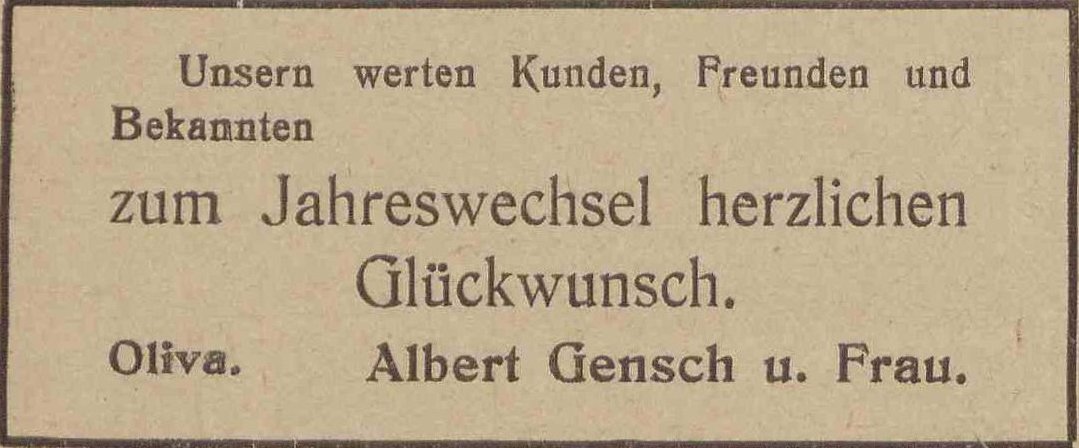 Unsern werten Kunden, Freunden und
Bekannten
zum Jahreswechsel herzlichen
Glückwunsch.
Oliva. Albert Gensch u. Frau.